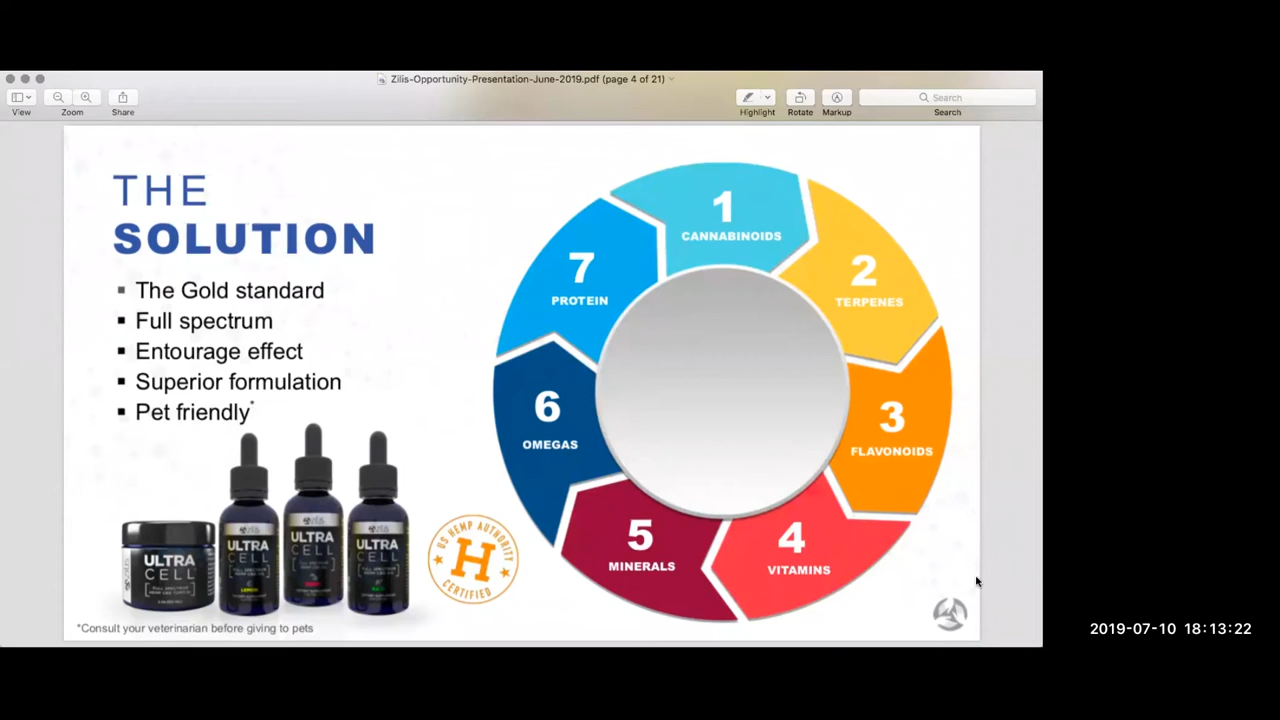 Zilis-Opportunity-Presentation-June-2019.pdf (page 4 of 21)
Search
View
Zoom
Share
Highlight
Rotate
Markup
Search
THE
SOLUTION
▪ The Gold standard
▪ Full spectrum
▪ Entourage effect
▪ Superior formulation
▪ Pet friendly*
1
CANNABINOIDS
2
TERPENES
3
FLAVONOIDS
4
VITAMINS
5
MINERALS
6
OMEGAS
7
PROTEIN
ULTRA
CELL
ULTRA
CELL
LEMON
ULTRA
CELL
ULTRA
CELL
US HEMP AUTHORITY
H
CERTIFIED
*Consult your veterinarian before giving to pets
2019-07-10 18:13:22